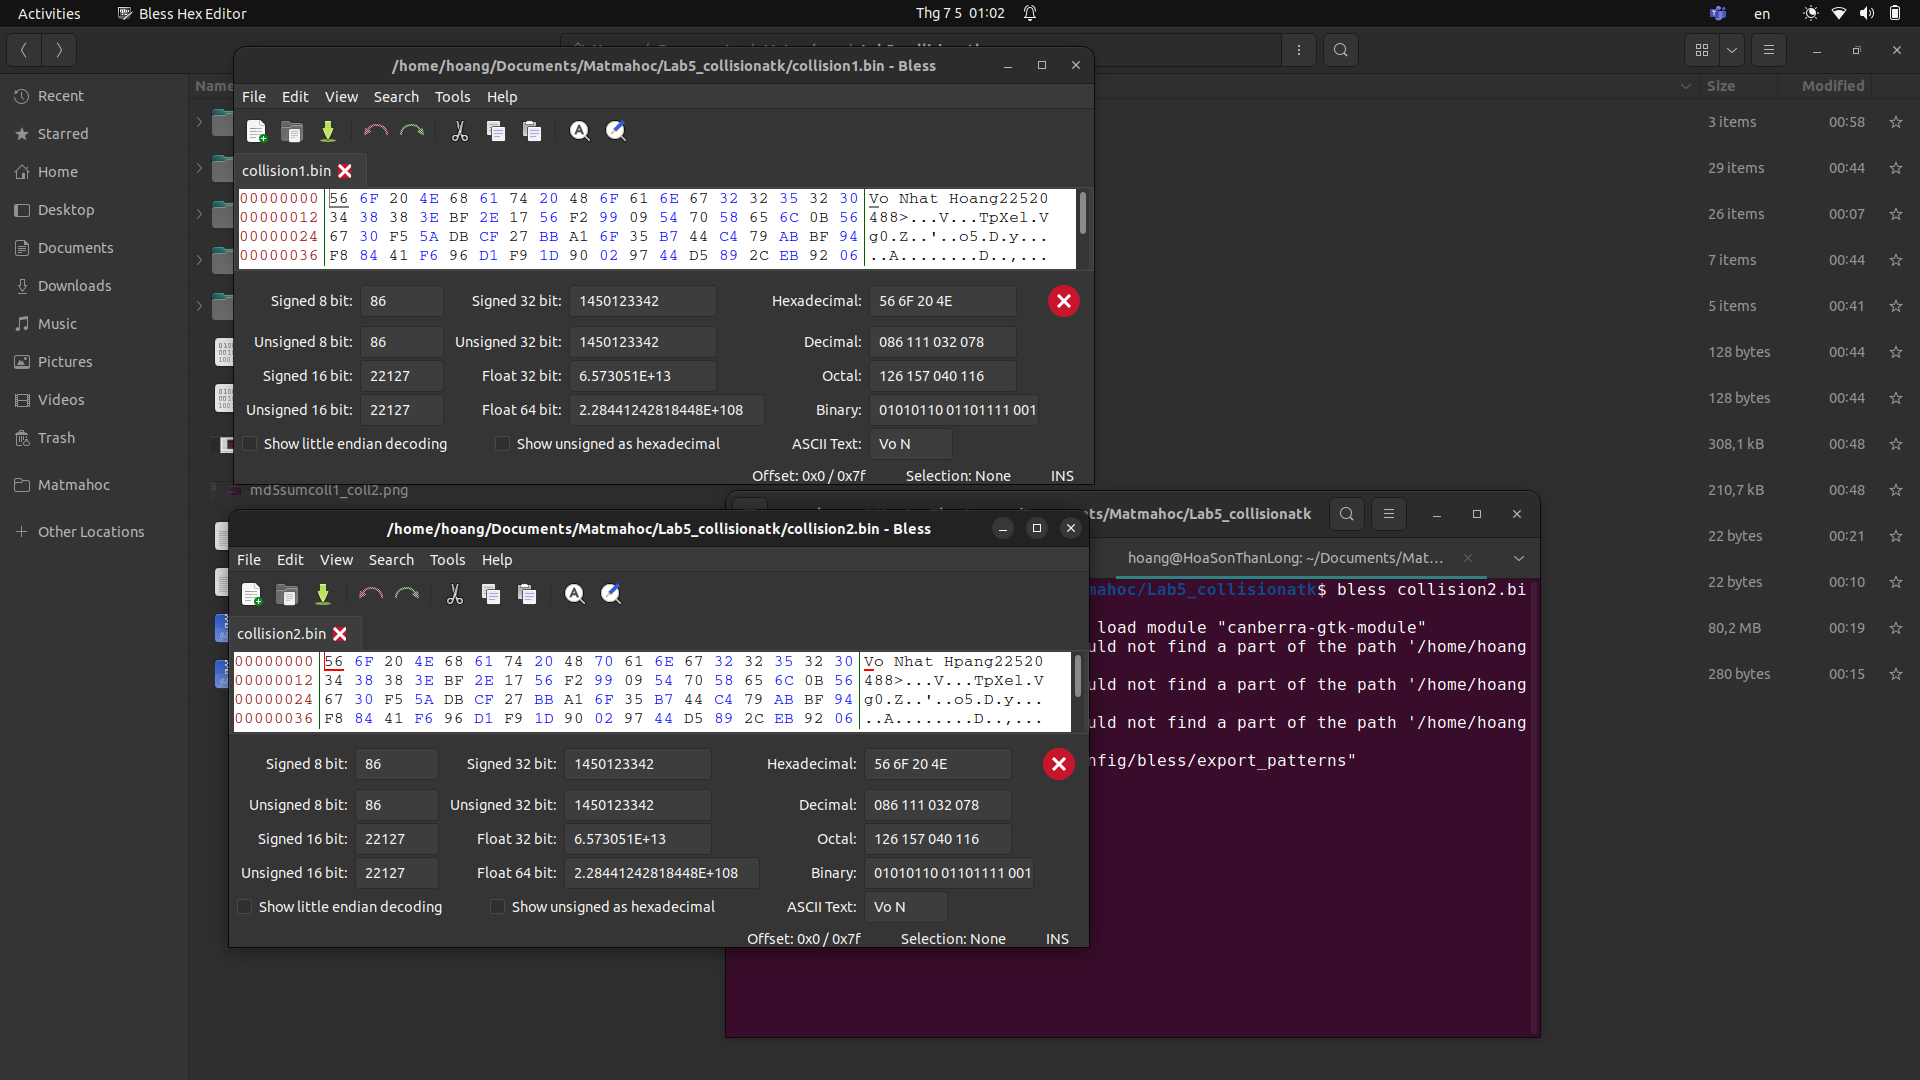 Activities Bless Hex Editor Thg 7 5 01:02 en
/home/hoang/Documents/Matmahoc/Lab5_collisionatk/collision1.bin - Bless
Recent
Starred
Home
Desktop
Documents
Downloads
Music
Pictures
Videos
Trash
Matmahoc
Other Locations
Name Size Modified
3 items 00:58
29 items 00:44
26 items 00:07
7 items 00:44
5 items 00:41
128 bytes 00:44
128 bytes 00:44
308,1 kB 00:48
md5sumcoll1_coll2.png 210,7 kB 00:48
22 bytes 00:21
22 bytes 00:10
80,2 MB 00:19
280 bytes 00:15
File Edit View Search Tools Help
collision1.bin
00000000 56 6F 20 4E 68 61 74 20 48 6F 61 6E 67 32 32 35 32 30 Vo Nhat Hoang22520
00000012 34 38 38 3E BF 2E 17 56 F2 99 09 54 70 58 65 6C 0B 56 488>...V...TpXel.V
00000024 67 30 F5 5A DB CF 27 BB A1 6F 35 B7 44 C4 79 AB BF 94 g0.Z..'..o5.D.y...
00000036 F8 84 41 F6 96 D1 F9 1D 90 02 97 44 D5 89 2C EB 92 06 ..A........D..,...
Signed 8 bit: 86 Signed 32 bit: 1450123342 Hexadecimal: 56 6F 20 4E
Unsigned 8 bit: 86 Unsigned 32 bit: 1450123342 Decimal: 086 111 032 078
Signed 16 bit: 22127 Float 32 bit: 6.573051E+13 Octal: 126 157 040 116
Unsigned 16 bit: 22127 Float 64 bit: 2.28441242818448E+108 Binary: 01010110 01101111 001
Show little endian decoding Show unsigned as hexadecimal ASCII Text: Vo N
Offset: 0x0 / 0x7f Selection: None INS
/home/hoang/Documents/Matmahoc/Lab5_collisionatk/collision2.bin - Bless
File Edit View Search Tools Help
collision2.bin
00000000 56 6F 20 4E 68 61 74 20 48 70 61 6E 67 32 32 35 32 30 Vo Nhat Hpang22520
00000012 34 38 38 3E BF 2E 17 56 F2 99 09 54 70 58 65 6C 0B 56 488>...V...TpXel.V
00000024 67 30 F5 5A DB CF 27 BB A1 6F 35 B7 44 C4 79 AB BF 94 g0.Z..'..o5.D.y...
00000036 F8 84 41 F6 96 D1 F9 1D 90 02 97 44 D5 89 2C EB 92 06 ..A........D..,...
Signed 8 bit: 86 Signed 32 bit: 1450123342 Hexadecimal: 56 6F 20 4E
Unsigned 8 bit: 86 Unsigned 32 bit: 1450123342 Decimal: 086 111 032 078
Signed 16 bit: 22127 Float 32 bit: 6.573051E+13 Octal: 126 157 040 116
Unsigned 16 bit: 22127 Float 64 bit: 2.28441242818448E+108 Binary: 01010110 01101111 001
Show little endian decoding Show unsigned as hexadecimal ASCII Text: Vo N
Offset: 0x0 / 0x7f Selection: None INS
ts/Matmahoc/Lab5_collisionatk
hoang@HoaSonThanLong: ~/Documents/Mat...
mahoc/Lab5_collisionatk$ bless collision2.bi
load module "canberra-gtk-module"
uld not find a part of the path '/home/hoang
uld not find a part of the path '/home/hoang
uld not find a part of the path '/home/hoang
nfig/bless/export_patterns"